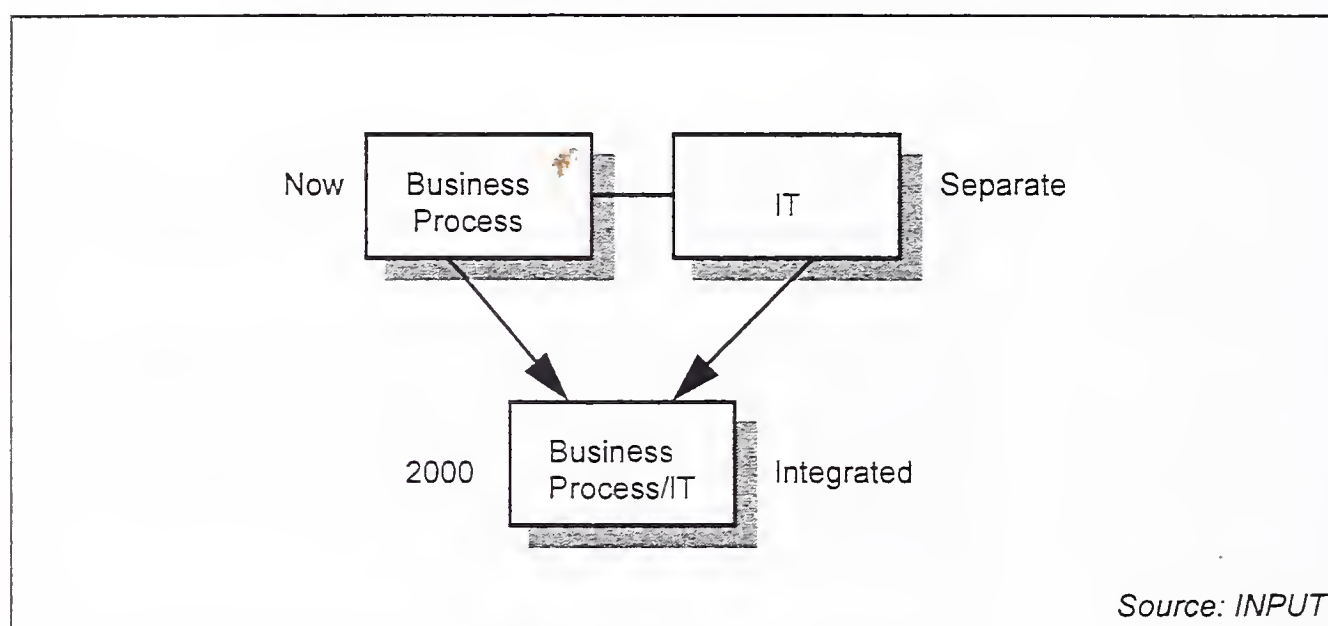 Now
Business
Process
IT
Separate
2000
Business
Process/IT
Integrated
Source: INPUT